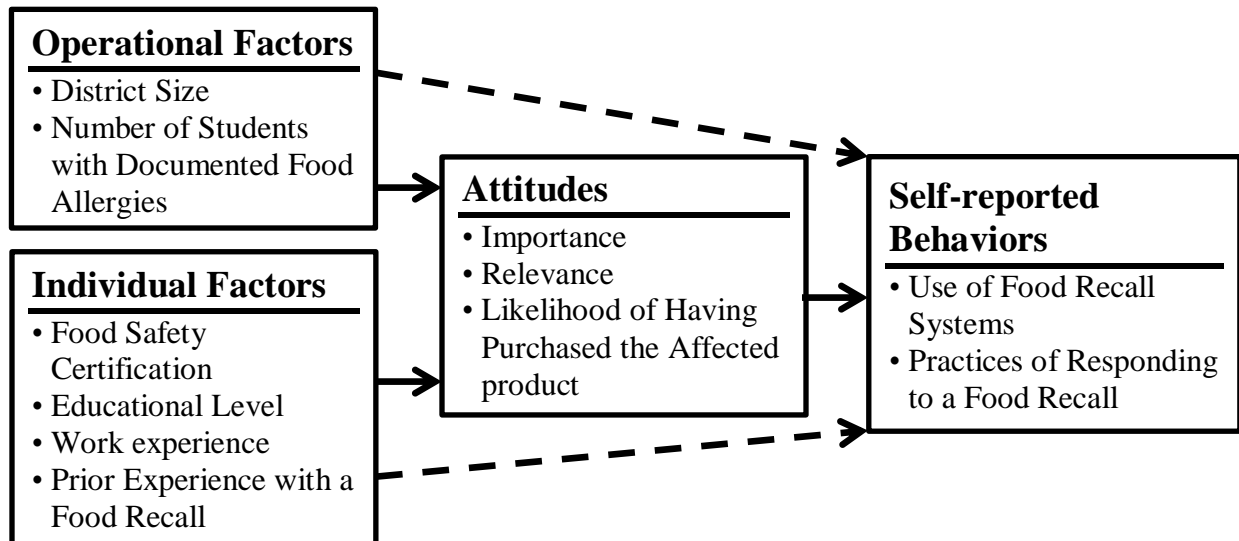 Operational Factors
• District Size
• Number of Students
with Documented Food
Allergies
Individual Factors
• Food Safety
Certification
• Educational Level
• Work experience
• Prior Experience with a
Food Recall
Attitudes
• Importance
• Relevance
• Likelihood of Having
Purchased the Affected
product
Self-reported
Behaviors
• Use of Food Recall
Systems
• Practices of Responding
to a Food Recall